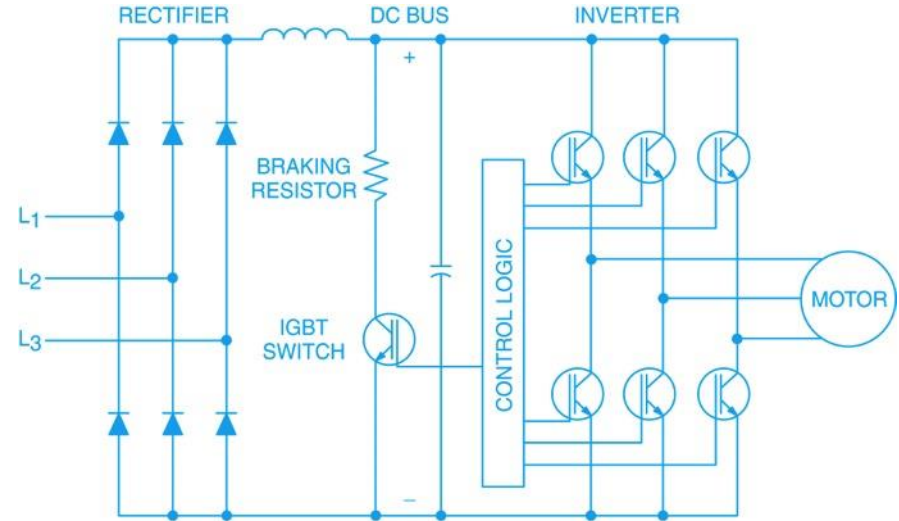 RECTIFIER
DC BUS
INVERTER
+
BRAKING
RESISTOR
L1
L2
L3
IGBT
SWITCH
CONTROL LOGIC
MOTOR
–